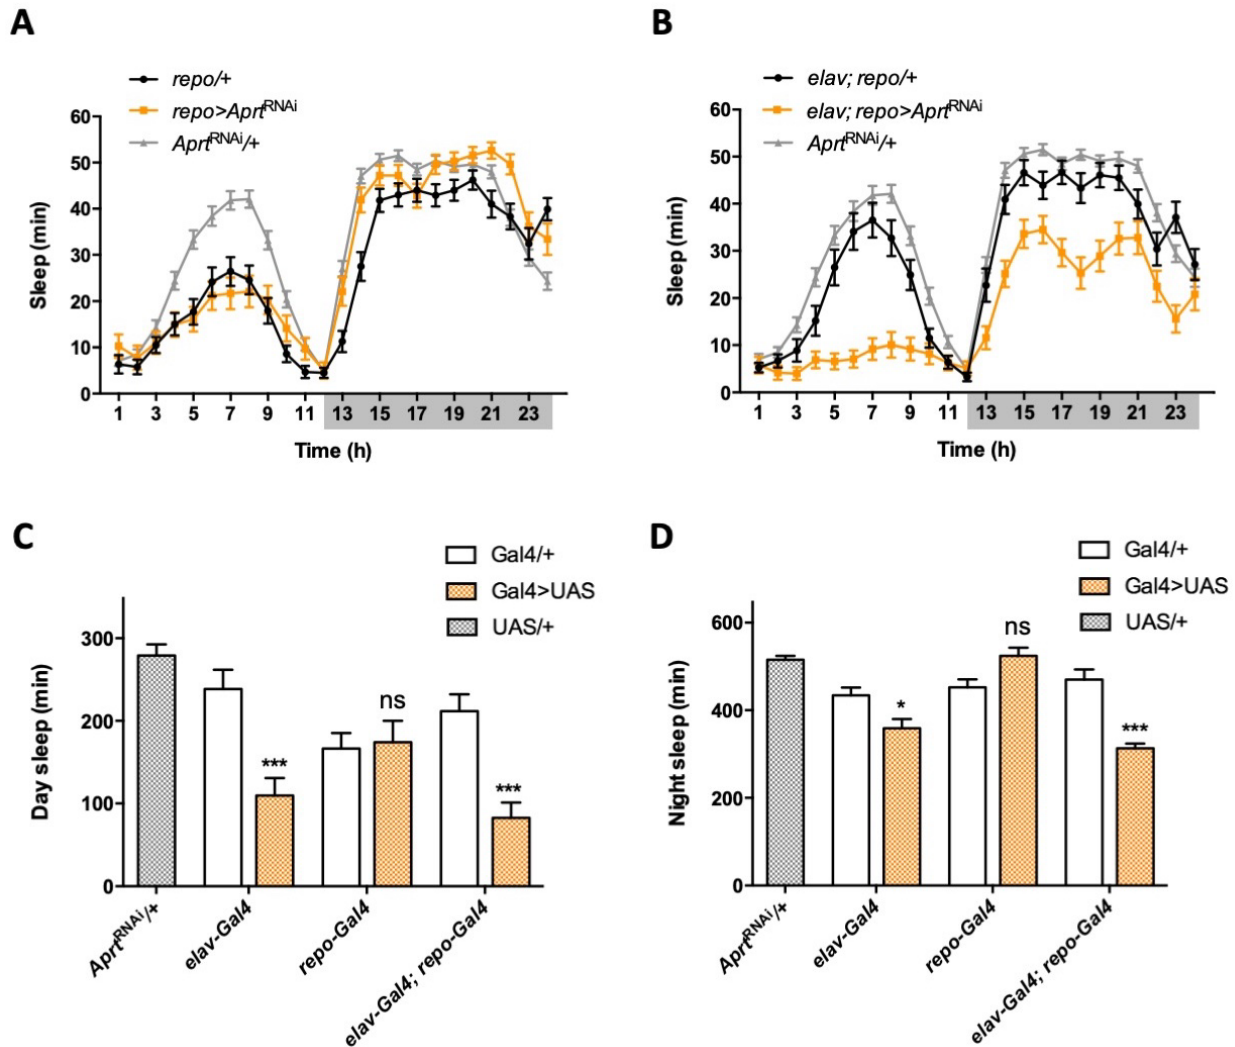 A
repo/+
repo>Aprt^RNAi
Aprt^RNAi/+
Sleep (min)
60
50
40
30
20
10
0
1 3 5 7 9 11 13 15 17 19 21 23
Time (h)
B
elav; repo/+
elav; repo>Aprt^RNAi
Aprt^RNAi/+
Sleep (min)
60
50
40
30
20
10
0
1 3 5 7 9 11 13 15 17 19 21 23
Time (h)
C
Gal4/+
Gal4>UAS
UAS/+
Day sleep (min)
300
200
100
0
***
ns
***
Aprt^RNAi/+
elav-Gal4
repo-Gal4
elav-Gal4; repo-Gal4
D
Gal4/+
Gal4>UAS
UAS/+
Night sleep (min)
600
400
200
0
*
ns
***
Aprt^RNAi/+
elav-Gal4
repo-Gal4
elav-Gal4; repo-Gal4